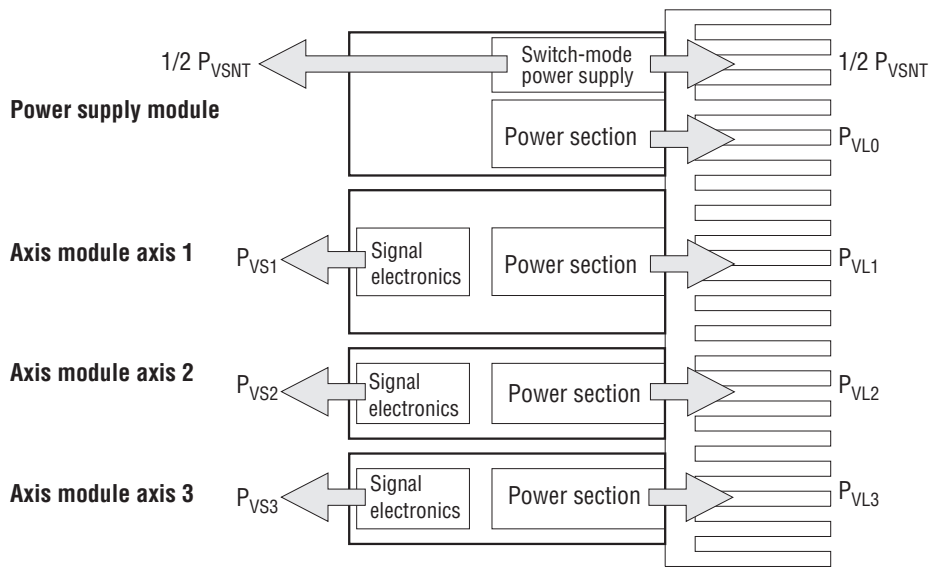 1/2 P_VSNT
Switch-mode
power supply
1/2 P_VSNT
Power supply module
Power section
P_VL0
Axis module axis 1
P_VS1
Signal
electronics
Power section
P_VL1
Axis module axis 2
P_VS2
Signal
electronics
Power section
P_VL2
Axis module axis 3
P_VS3
Signal
electronics
Power section
P_VL3